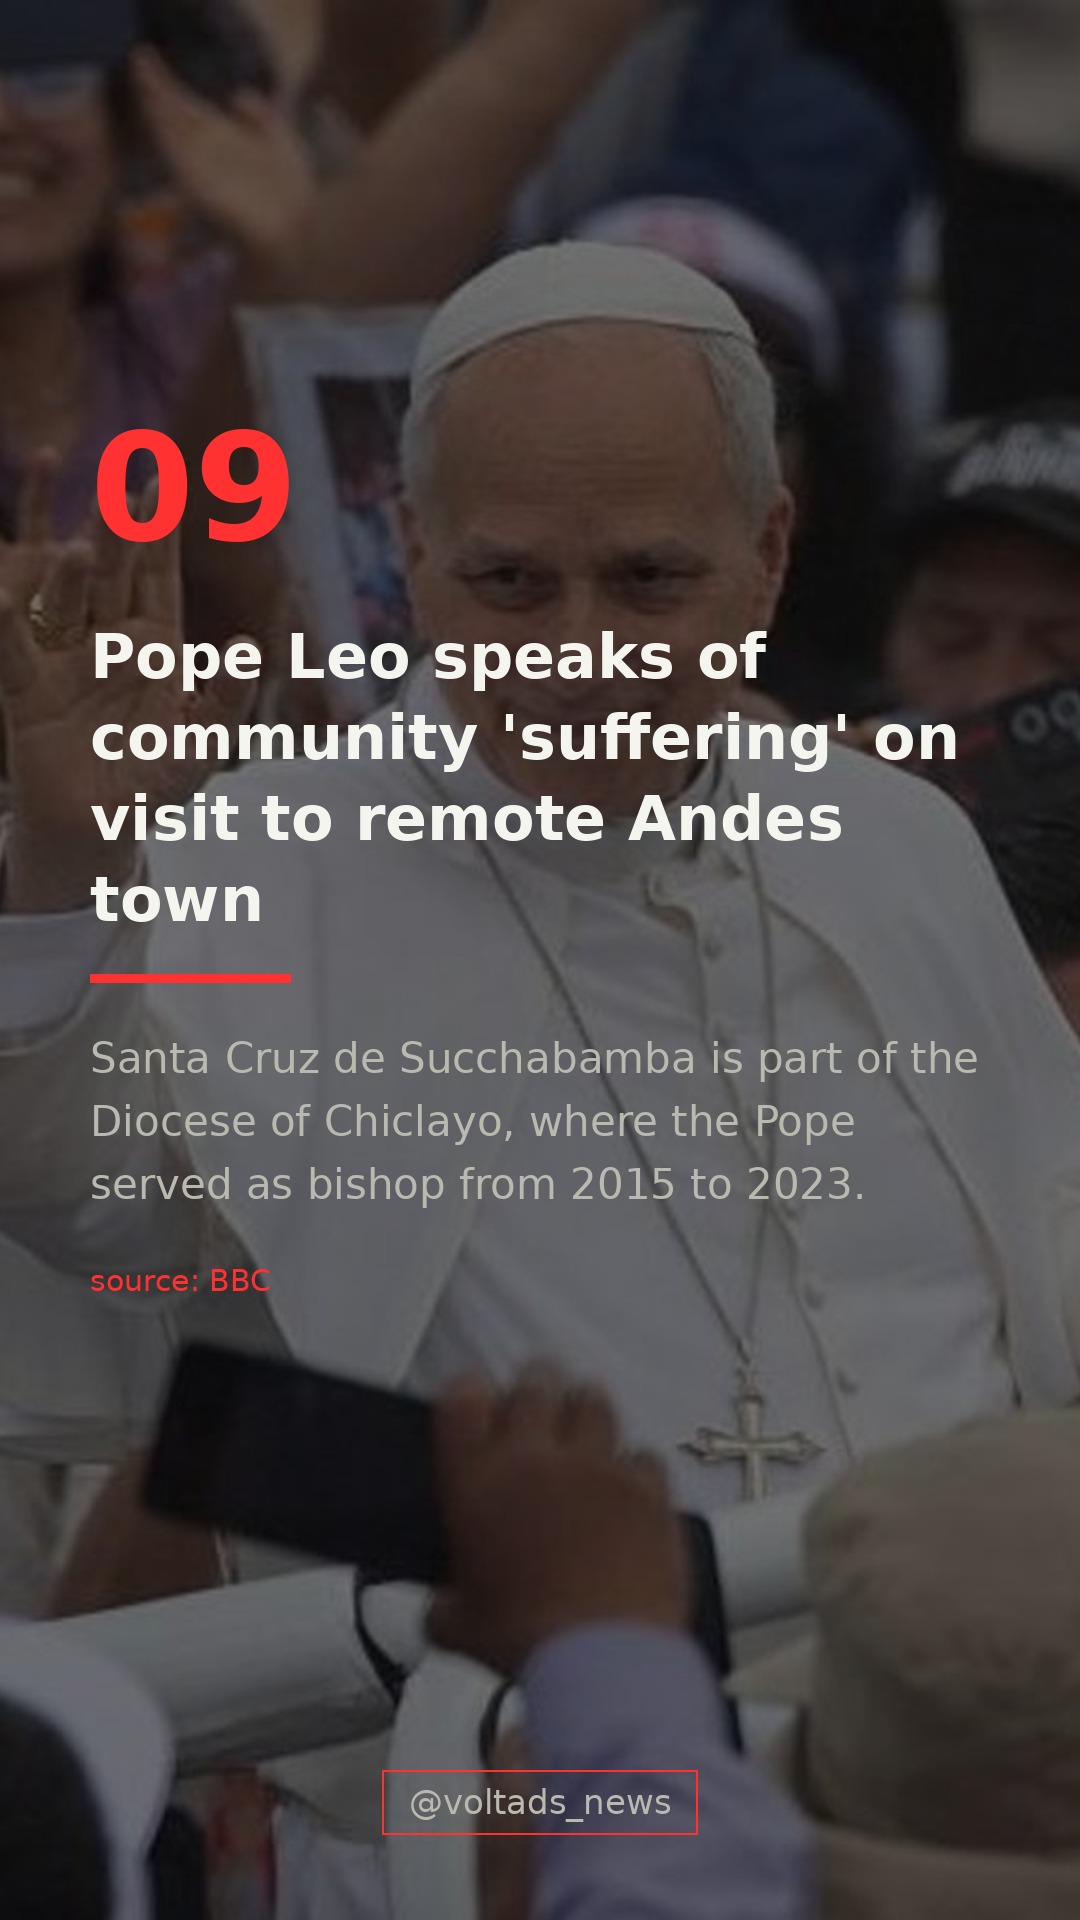 09
Pope Leo speaks of
community 'suffering' on
visit to remote Andes
town
Santa Cruz de Succhabamba is part of the
Diocese of Chiclayo, where the Pope
served as bishop from 2015 to 2023.
source: BBC
@voltads_news